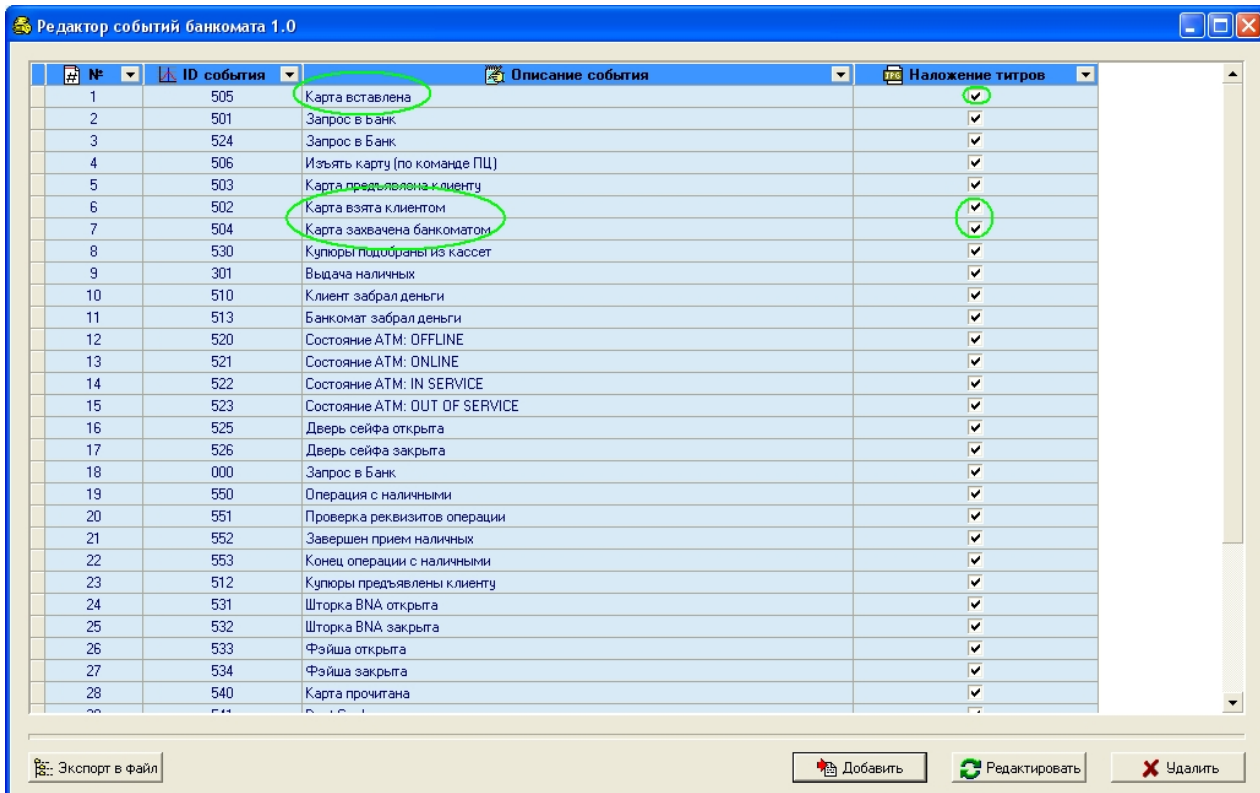 Редактор событий банкомата 1.0
№ ID события Описание события Наложение титров
1 505 Карта вставлена
2 501 Запрос в Банк
3 524 Запрос в Банк
4 506 Изъять карту (по команде ПЦ)
5 503 Карта предъявлена клиенту
6 502 Карта взята клиентом
7 504 Карта захвачена банкоматом
8 530 Купюры подобраны из кассет
9 301 Выдача наличных
10 510 Клиент забрал деньги
11 513 Банкомат забрал деньги
12 520 Состояние ATM: OFFLINE
13 521 Состояние ATM: ONLINE
14 522 Состояние ATM: IN SERVICE
15 523 Состояние ATM: OUT OF SERVICE
16 525 Дверь сейфа открыта
17 526 Дверь сейфа закрыта
18 000 Запрос в Банк
19 550 Операция с наличными
20 551 Проверка реквизитов операции
21 552 Завершен прием наличных
22 553 Конец операции с наличными
23 512 Купюры предъявлены клиенту
24 531 Шторка BNA открыта
25 532 Шторка BNA закрыта
26 533 Фэйша открыта
27 534 Фэйша закрыта
28 540 Карта прочитана
Экспорт в файл Добавить Редактировать Удалить